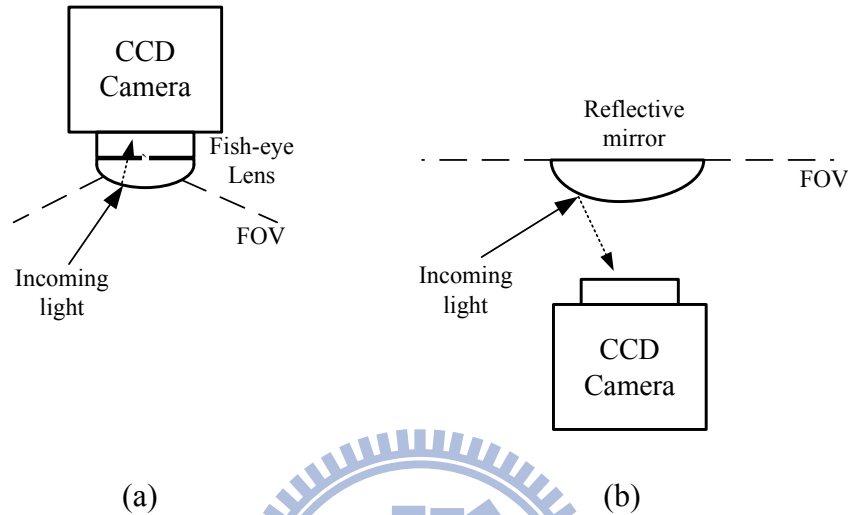 CCD
Camera
Fish-eye
Lens
FOV
Incoming
light
(a)
Reflective
mirror
FOV
Incoming
light
CCD
Camera
(b)